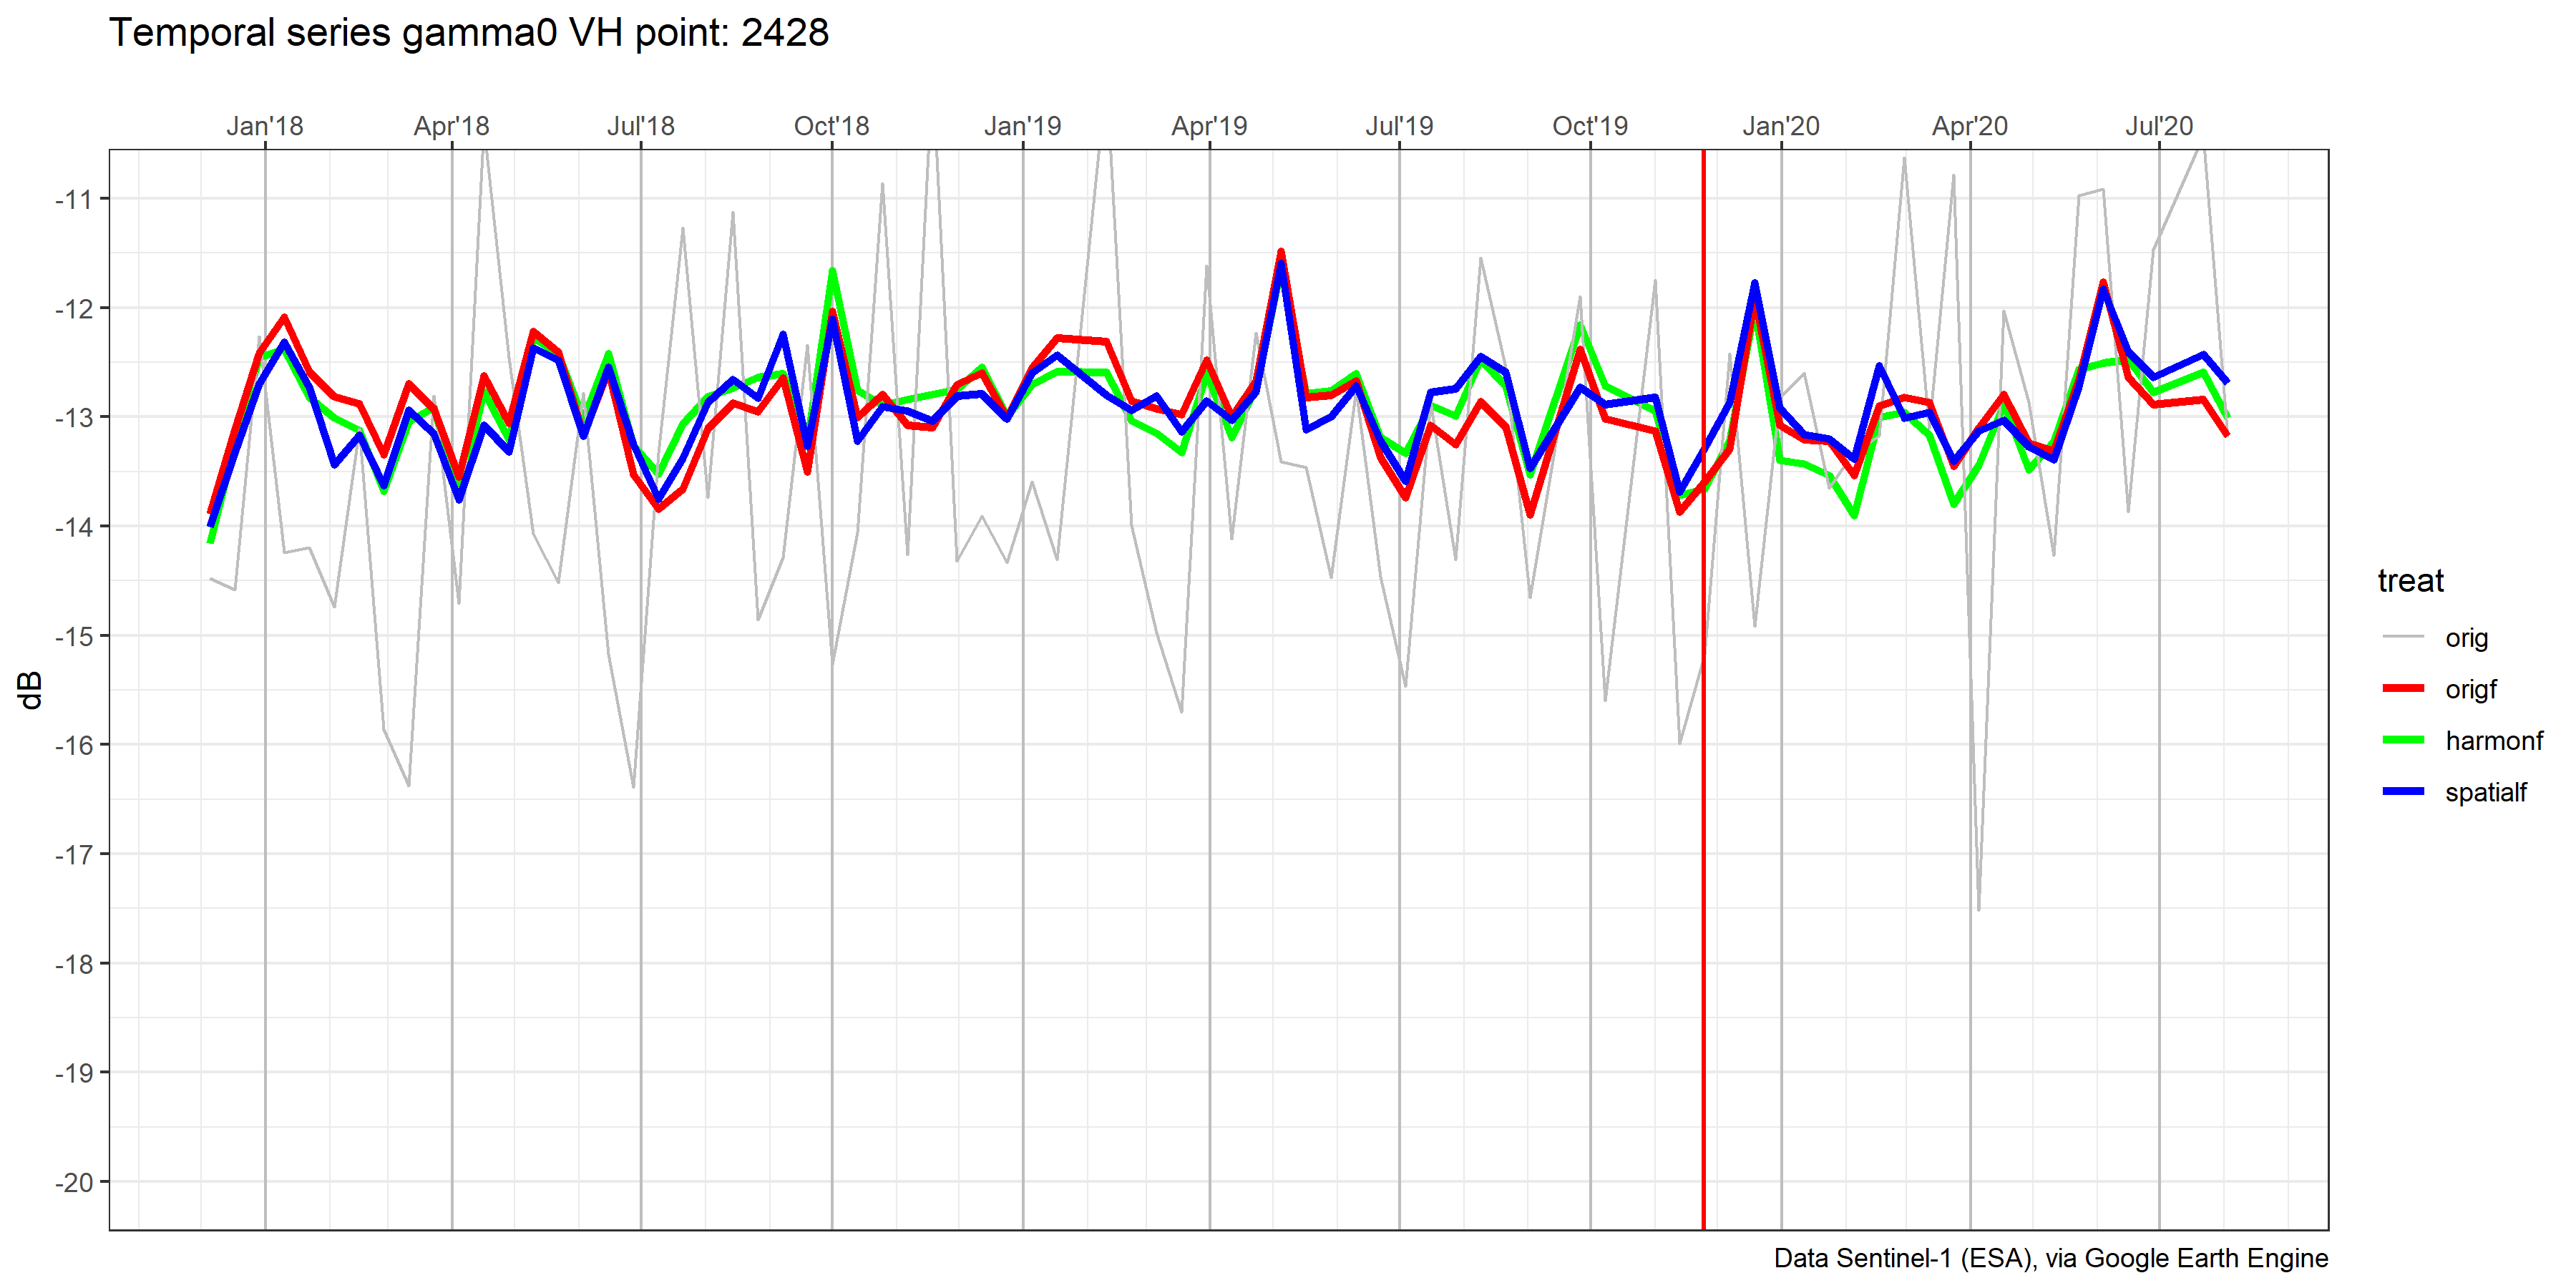 Temporal series gamma0 VH point: 2428
Jan'18 Apr'18 Jul'18 Oct'18 Jan'19 Apr'19 Jul'19 Oct'19 Jan'20 Apr'20 Jul'20
-11
-12
-13
-14
-15
-16
-17
-18
-19
-20
dB
treat
orig
origf
harmonf
spatialf
Data Sentinel-1 (ESA), via Google Earth Engine